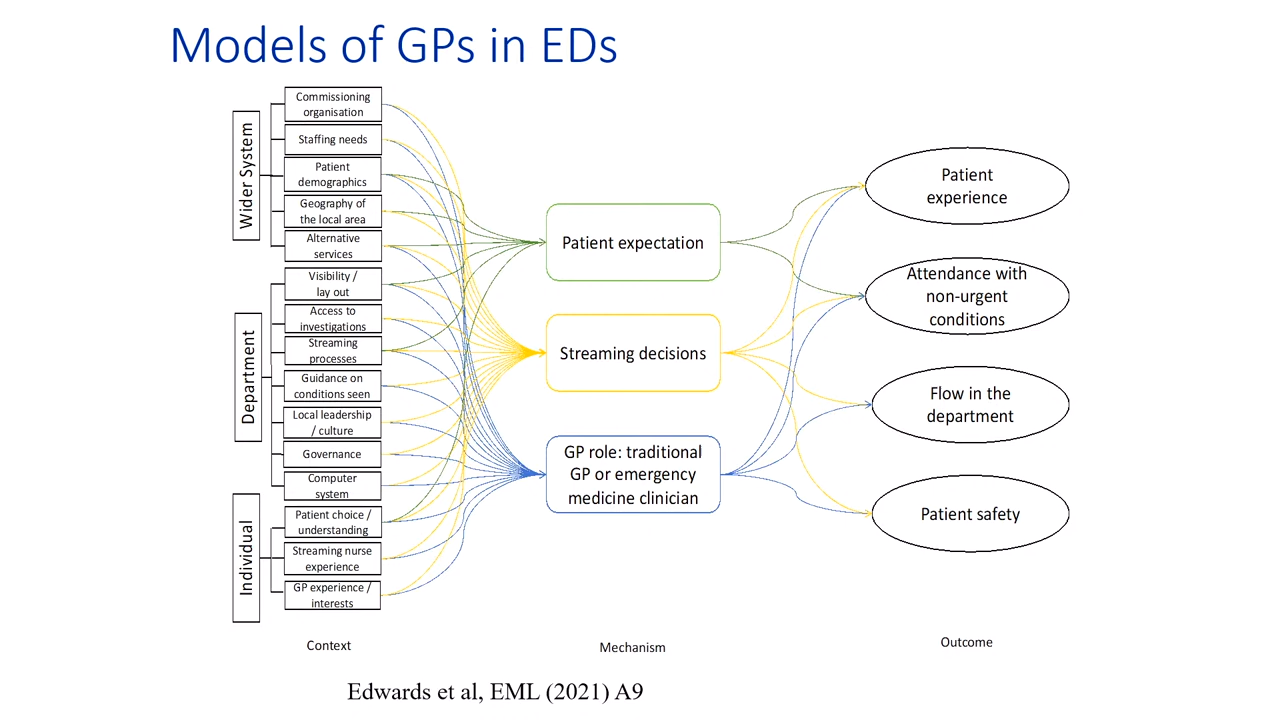 Models of GPs in EDs
Wider System
Commissioning
organisation
Staffing needs
Patient
demographics
Geography of
the local area
Alternative
services
Department
Visibility /
lay out
Access to
investigations
Streaming
processes
Guidance on
conditions seen
Local leadership
/ culture
Governance
Computer
system
Individual
Patient choice /
understanding
Streaming nurse
experience
GP experience /
interests
Context
Patient expectation
Streaming decisions
GP role: traditional
GP or emergency
medicine clinician
Mechanism
Patient
experience
Attendance with
non-urgent
conditions
Flow in the
department
Patient safety
Outcome
Edwards et al, EML (2021) A9